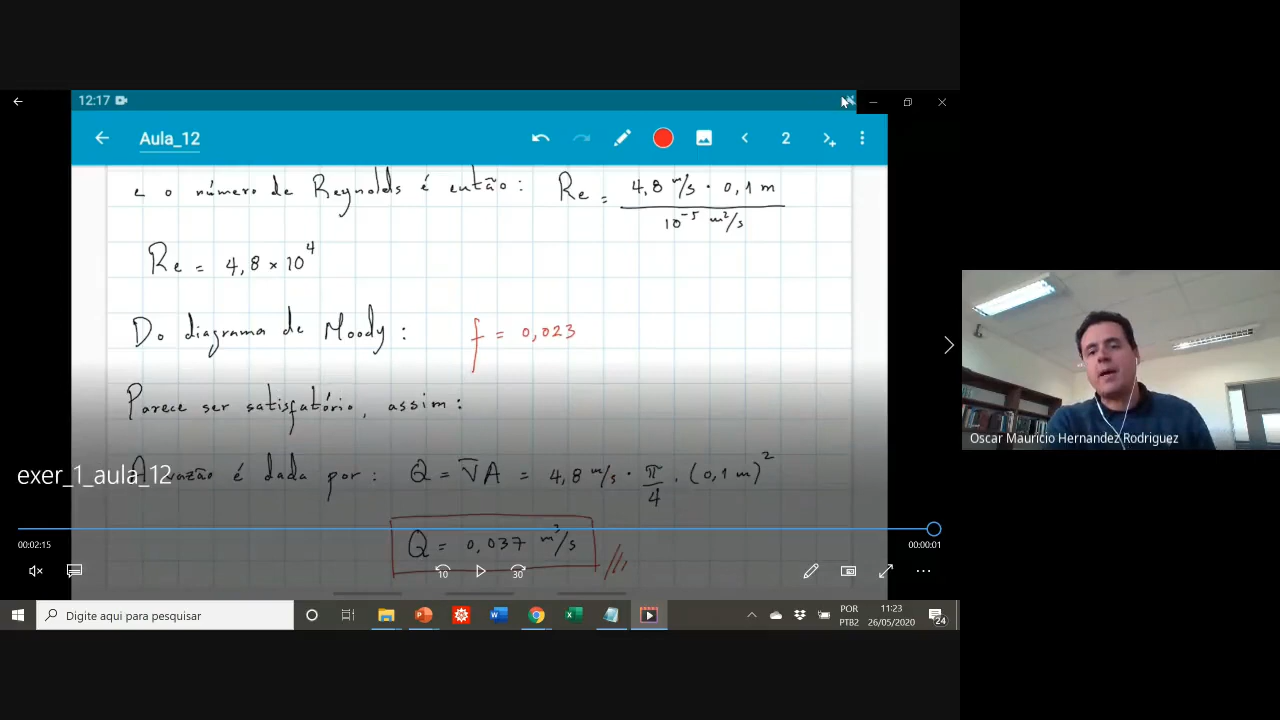 12:17
Aula_12
2
e o número de Reynolds é então: Re = 4,8 m/s · 0,1 m / 10⁻⁵ m²/s
Re = 4,8 × 10⁴
Do diagrama de Moody: f = 0,023
Parece ser satisfatório, assim:
A vazão é dada por: Q = V̅A = 4,8 m/s · π/4 · (0,1 m)²
exer_1_aula_12
Q = 0,037 m³/s
00:02:15
00:00:01
10
30
Digite aqui para pesquisar
POR
PTB2
11:23
26/05/2020
24
Oscar Mauricio Hernandez Rodriguez